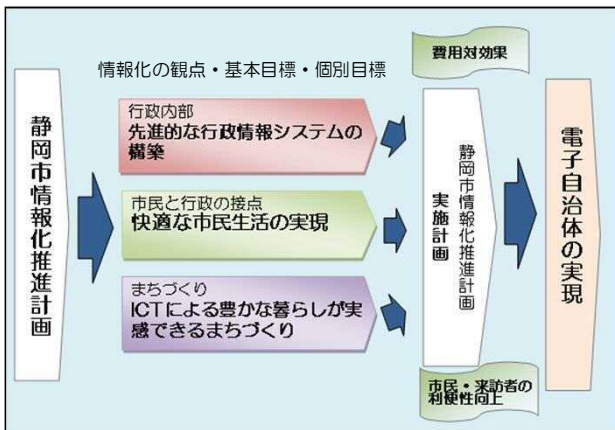 費用対効果
情報化の観点・基本目標・個別目標
静岡市情報化推進計画
行政内部
先進的な行政情報システムの
構築
市民と行政の接点
快適な市民生活の実現
まちづくり
ICTによる豊かな暮らしが実
感できるまちづくり
静岡市情報化推進計画
実施計画
電子自治体の実現
市民・来訪者の
利便性向上